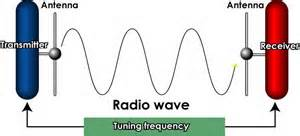 Antenna
Antenna
Transmitter
Receiver
Radio wave
Tuning frequency